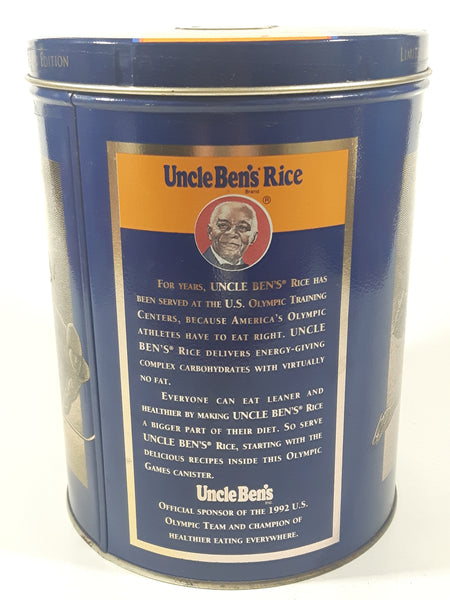 Edition
Limit
Uncle Ben's Rice
Brand
®
For years, UNCLE BEN'S® Rice has
been served at the U.S. Olympic Training
Centers, because America's Olympic
athletes have to eat right. UNCLE
BEN'S® Rice delivers energy-giving
complex carbohydrates with virtually
no fat.
Everyone can eat leaner and
healthier by making UNCLE BEN'S® Rice
a bigger part of their diet. So serve
UNCLE BEN'S® Rice, starting with the
delicious recipes inside this Olympic
Games canister.
Uncle Ben's
Official sponsor of the 1992 U.S.
Olympic Team and champion of
healthier eating everywhere.